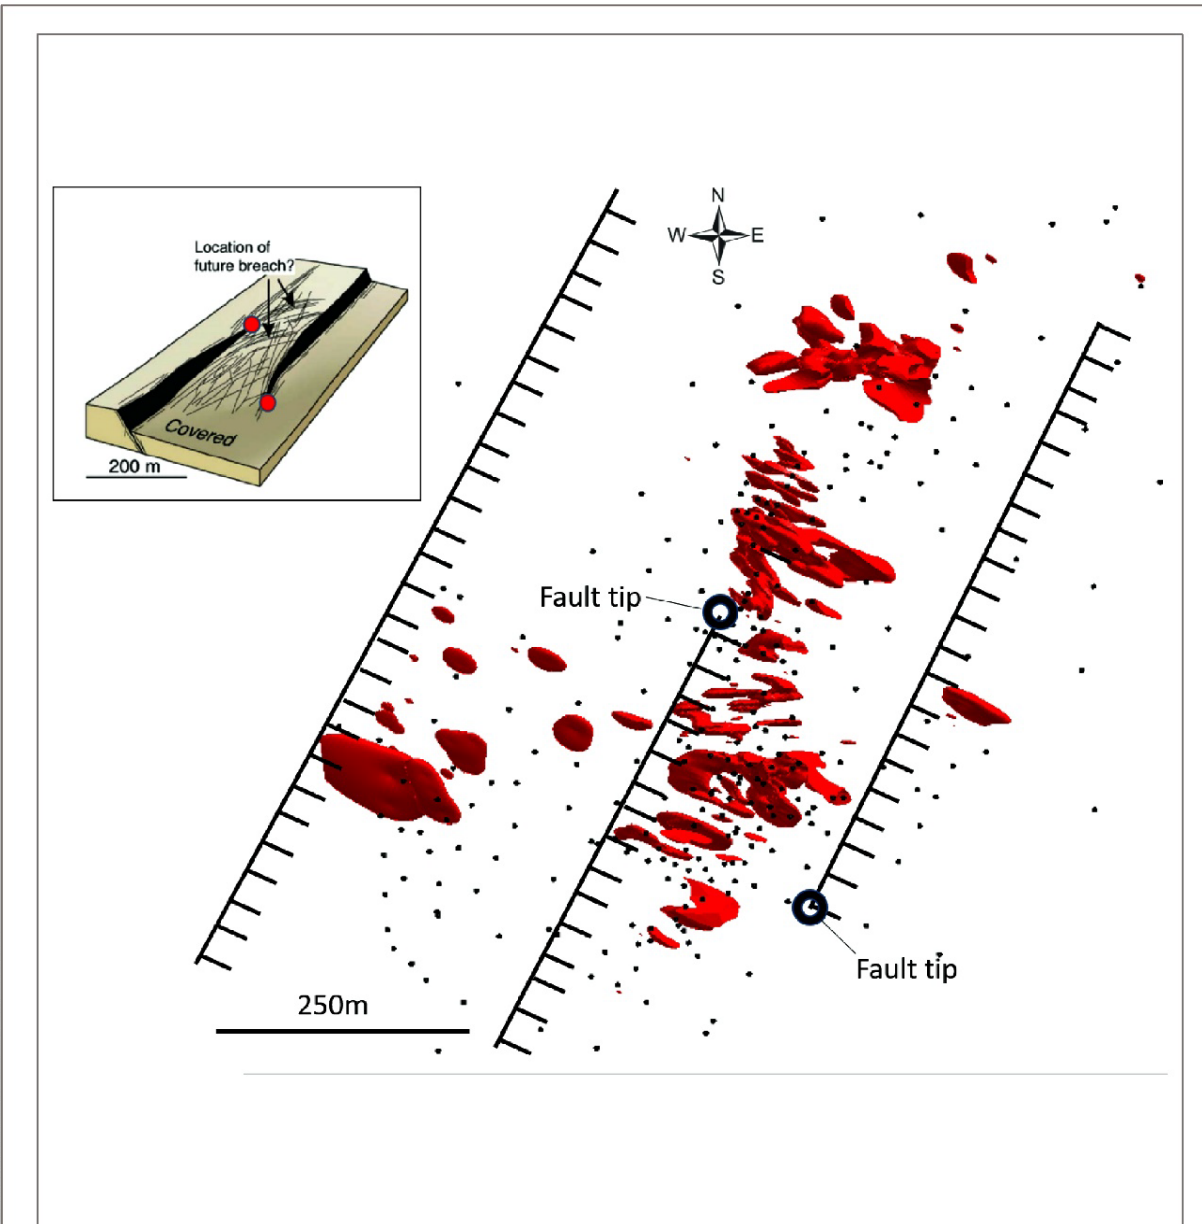 Location of
future breach?
Covered
200 m
N
W
E
S
Fault tip
Fault tip
250m